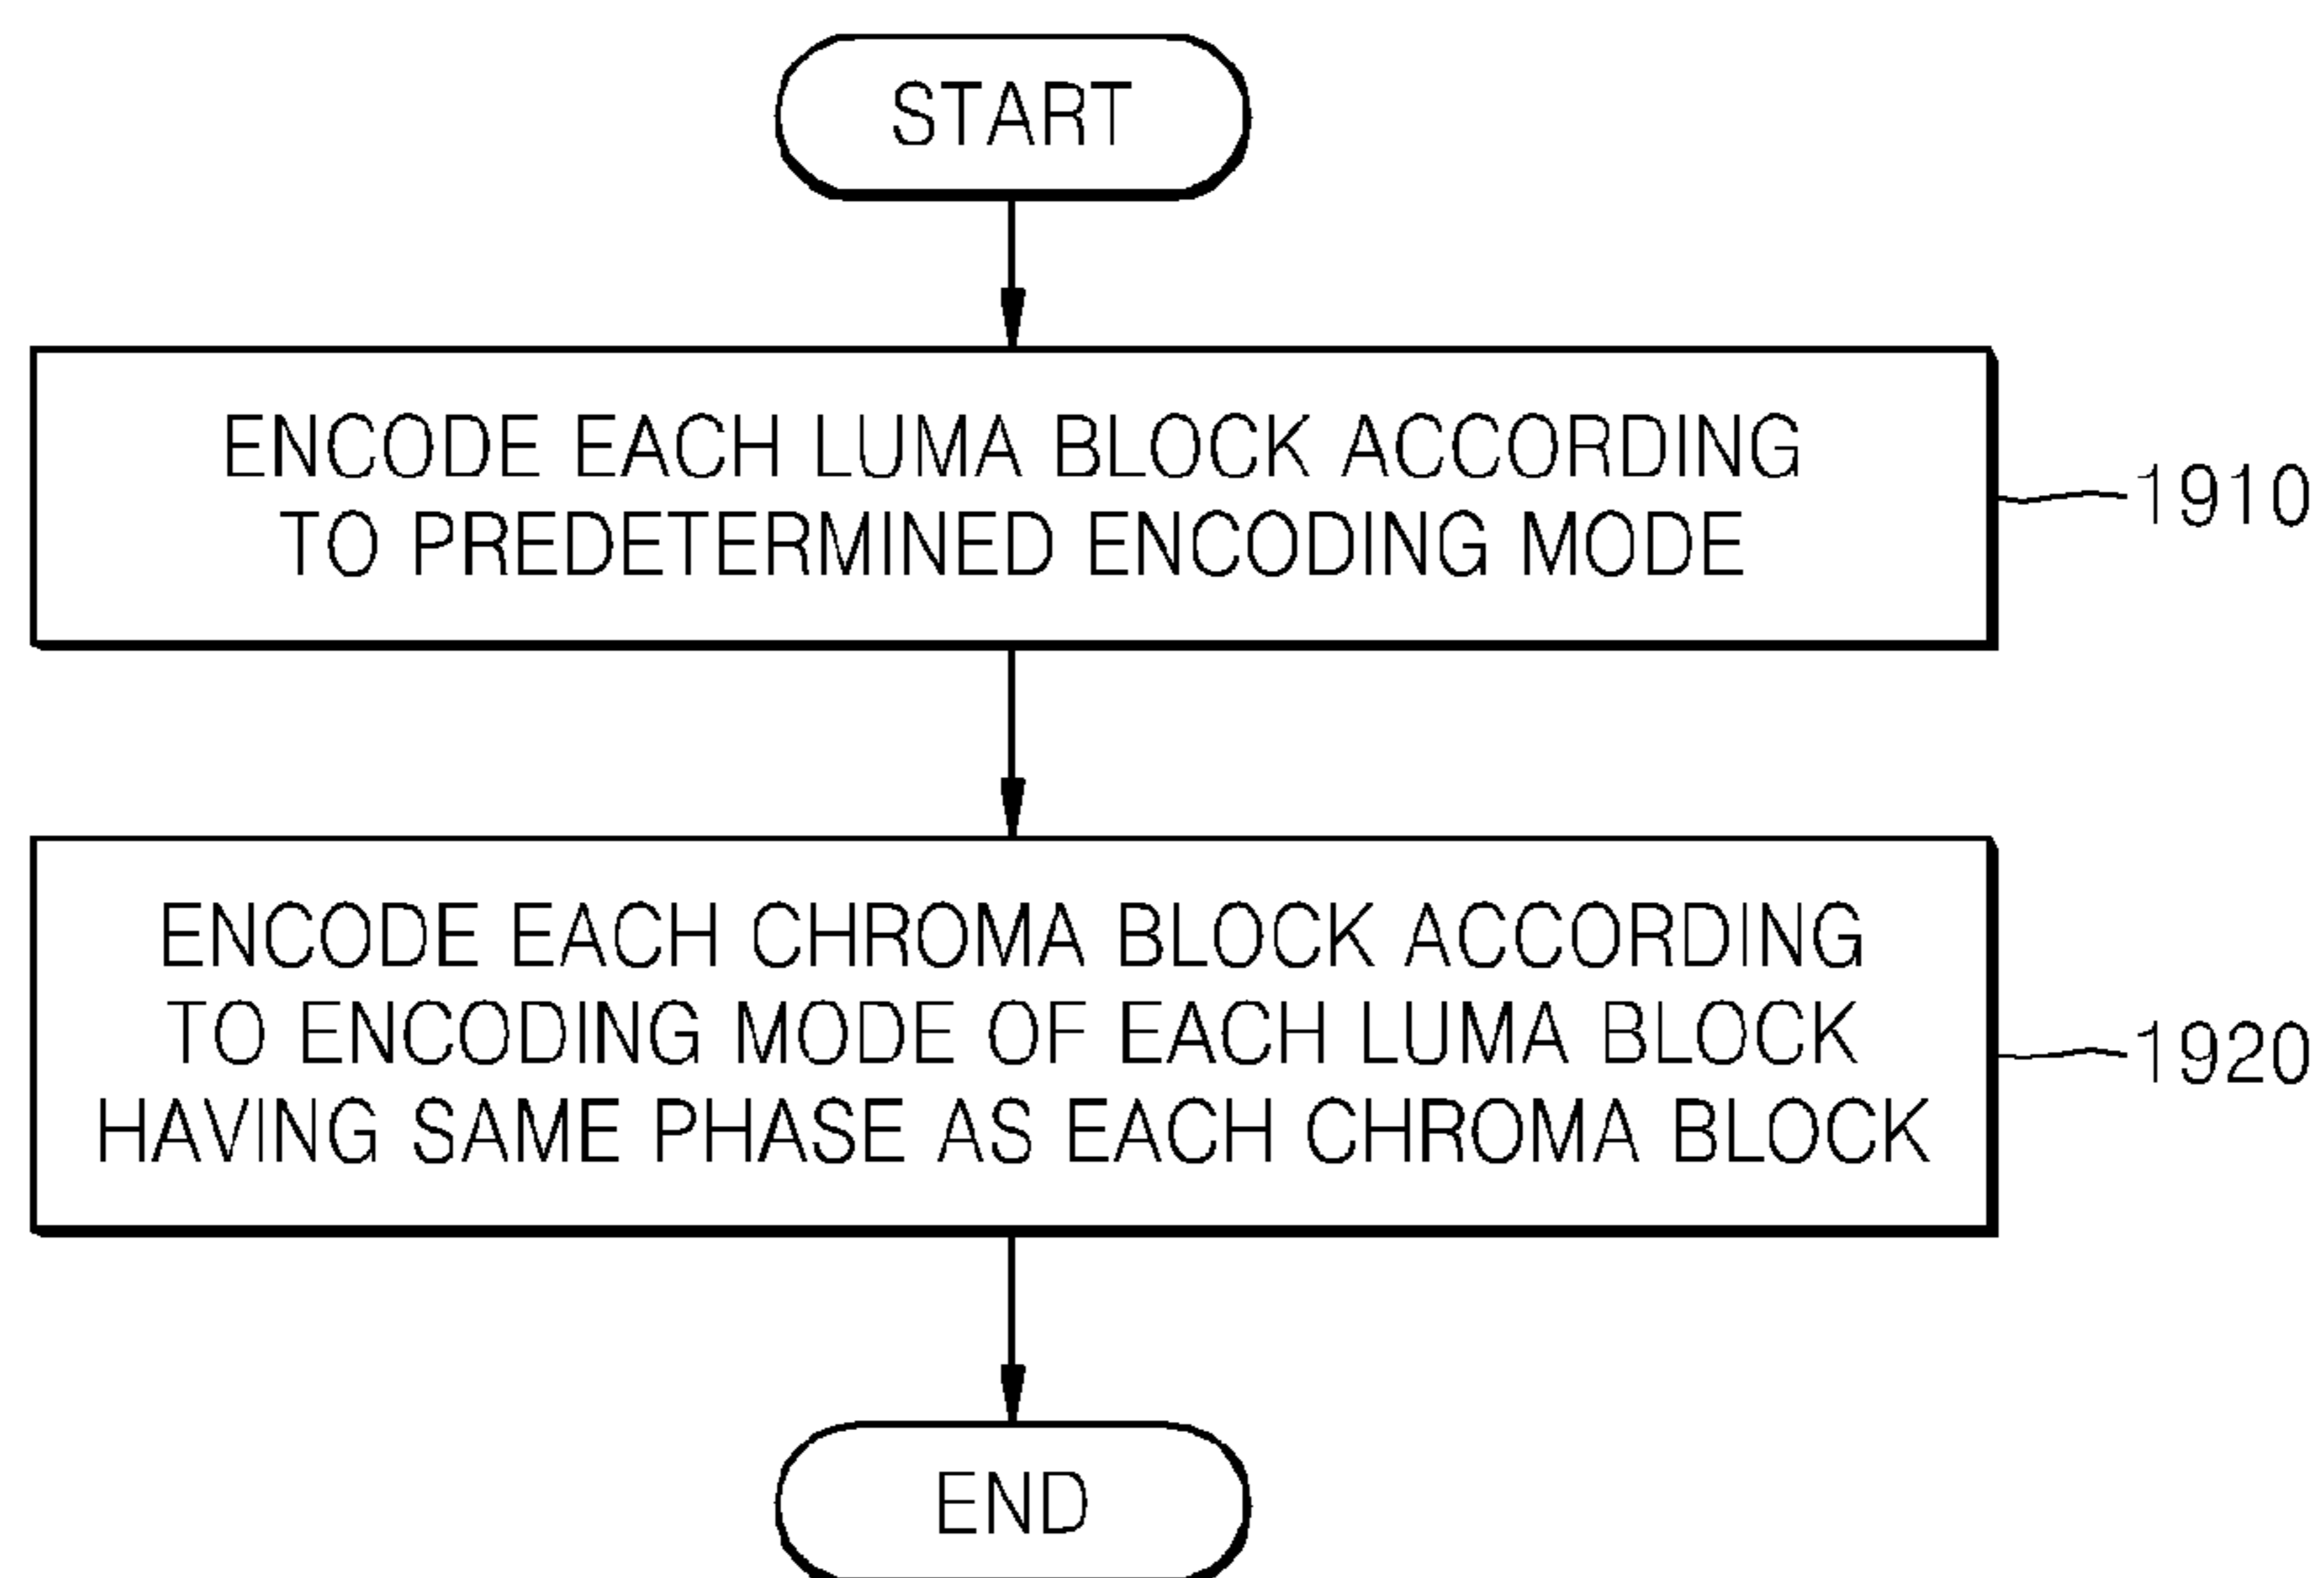 START
ENCODE EACH LUMA BLOCK ACCORDING
TO PREDETERMINED ENCODING MODE
1910
ENCODE EACH CHROMA BLOCK ACCORDING
TO ENCODING MODE OF EACH LUMA BLOCK
HAVING SAME PHASE AS EACH CHROMA BLOCK
1920
END